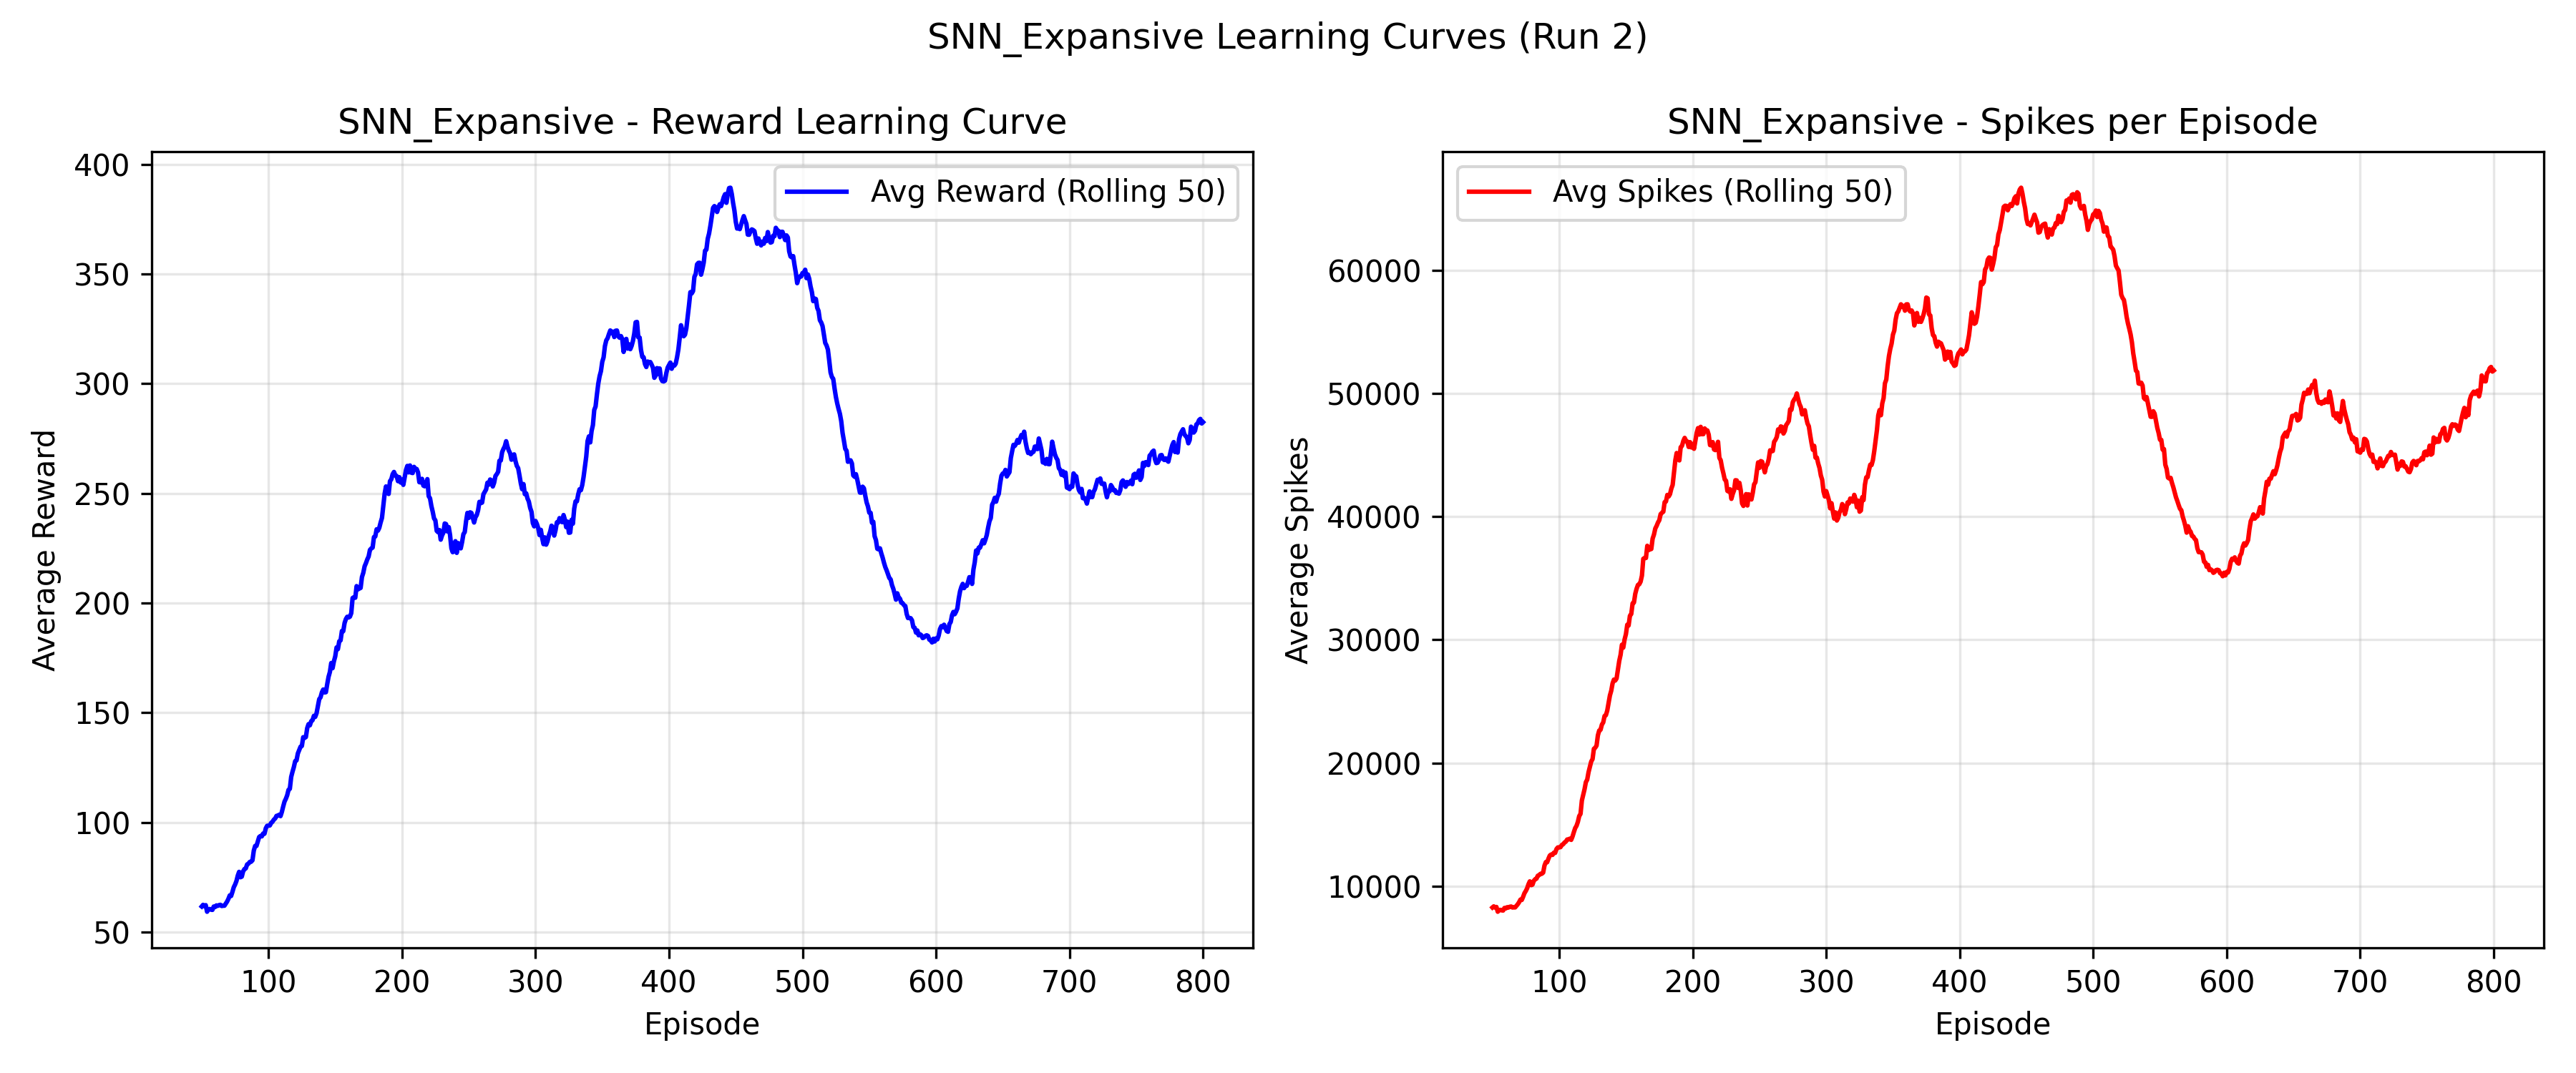 SNN_Expansive Learning Curves (Run 2)
SNN_Expansive - Reward Learning Curve
Avg Reward (Rolling 50)
400
350
300
250
200
150
100
50
Average Reward
100 200 300 400 500 600 700 800
Episode
SNN_Expansive - Spikes per Episode
Avg Spikes (Rolling 50)
60000
50000
40000
30000
20000
10000
Average Spikes
100 200 300 400 500 600 700 800
Episode